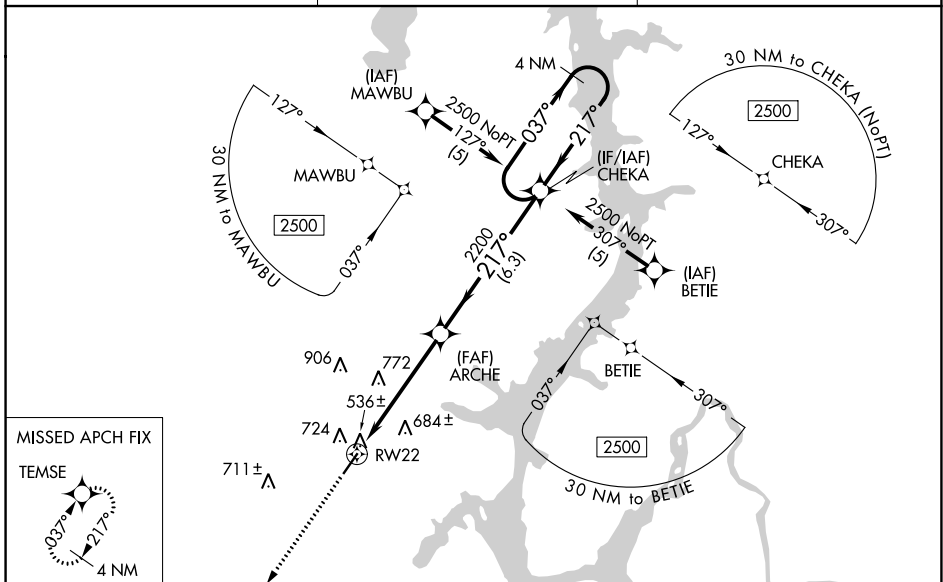 4 NM
(IAF)
MAWBU
2500 NoPT
127°
(5)
037°
217°
(IF/IAF)
CHEKA
30 NM to CHEKA (NoPT)
2500
127°
CHEKA
307°
127°
MAWBU
2500
037°
30 NM to MAWBU
2500 NoPT
307°
(5)
(IAF)
BETIE
2200
217°
(6.3)
(FAF)
ARCHE
906
772
536±
724
684±
RW22
711±
BETIE
037°
307°
2500
30 NM to BETIE
MISSED APCH FIX
TEMSE
037°
217°
4 NM